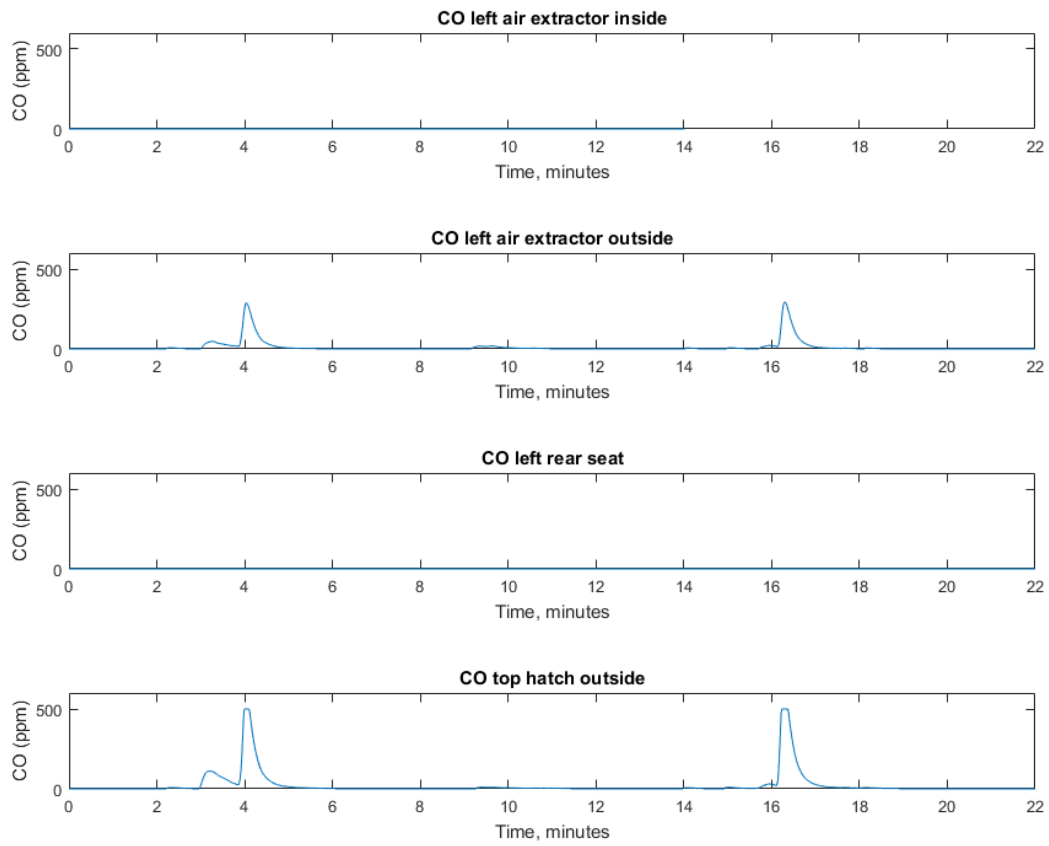 CO left air extractor inside
CO (ppm)
500
0
0 2 4 6 8 10 12 14 16 18 20 22
Time, minutes
CO left air extractor outside
CO (ppm)
500
0
0 2 4 6 8 10 12 14 16 18 20 22
Time, minutes
CO left rear seat
CO (ppm)
500
0
0 2 4 6 8 10 12 14 16 18 20 22
Time, minutes
CO top hatch outside
CO (ppm)
500
0
0 2 4 6 8 10 12 14 16 18 20 22
Time, minutes